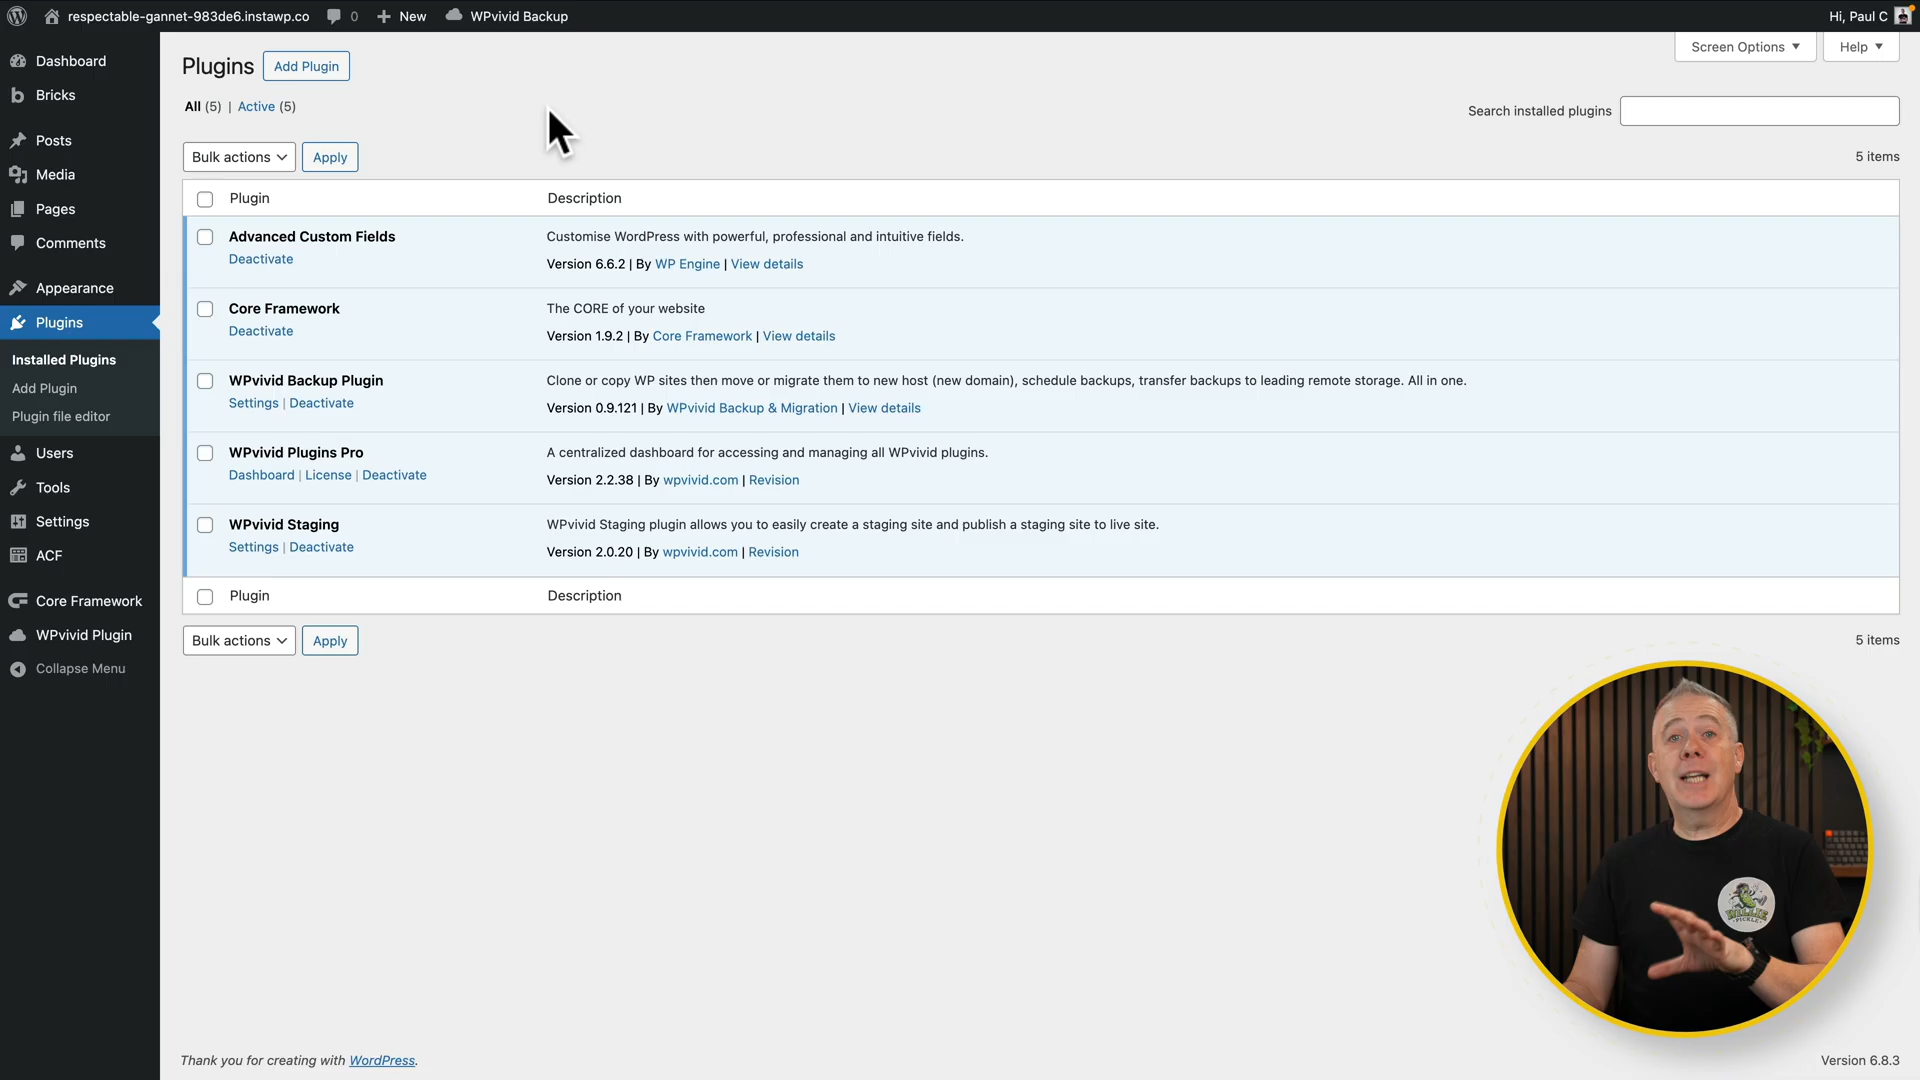 respectable-gannet-983de6.instawp.co 0 New WPvivid Backup Hi, Paul C
Dashboard
Bricks
Posts
Media
Pages
Comments
Appearance
Plugins
Installed Plugins
Add Plugin
Plugin file editor
Users
Tools
Settings
ACF
Core Framework
WPvivid Plugin
Collapse Menu
Screen Options Help
Plugins Add Plugin
All (5) | Active (5)
Search installed plugins
Bulk actions Apply 5 items
Plugin Description
Advanced Custom Fields Customise WordPress with powerful, professional and intuitive fields.
Deactivate Version 6.6.2 | By WP Engine | View details
Core Framework The CORE of your website
Deactivate Version 1.9.2 | By Core Framework | View details
WPvivid Backup Plugin Clone or copy WP sites then move or migrate them to new host (new domain), schedule backups, transfer backups to leading remote storage. All in one.
Settings | Deactivate Version 0.9.121 | By WPvivid Backup & Migration | View details
WPvivid Plugins Pro A centralized dashboard for accessing and managing all WPvivid plugins.
Dashboard | License | Deactivate Version 2.2.38 | By wpvivid.com | Revision
WPvivid Staging WPvivid Staging plugin allows you to easily create a staging site and publish a staging site to live site.
Settings | Deactivate Version 2.0.20 | By wpvivid.com | Revision
Plugin Description
Bulk actions Apply 5 items
PICKLE
Thank you for creating with WordPress. Version 6.8.3